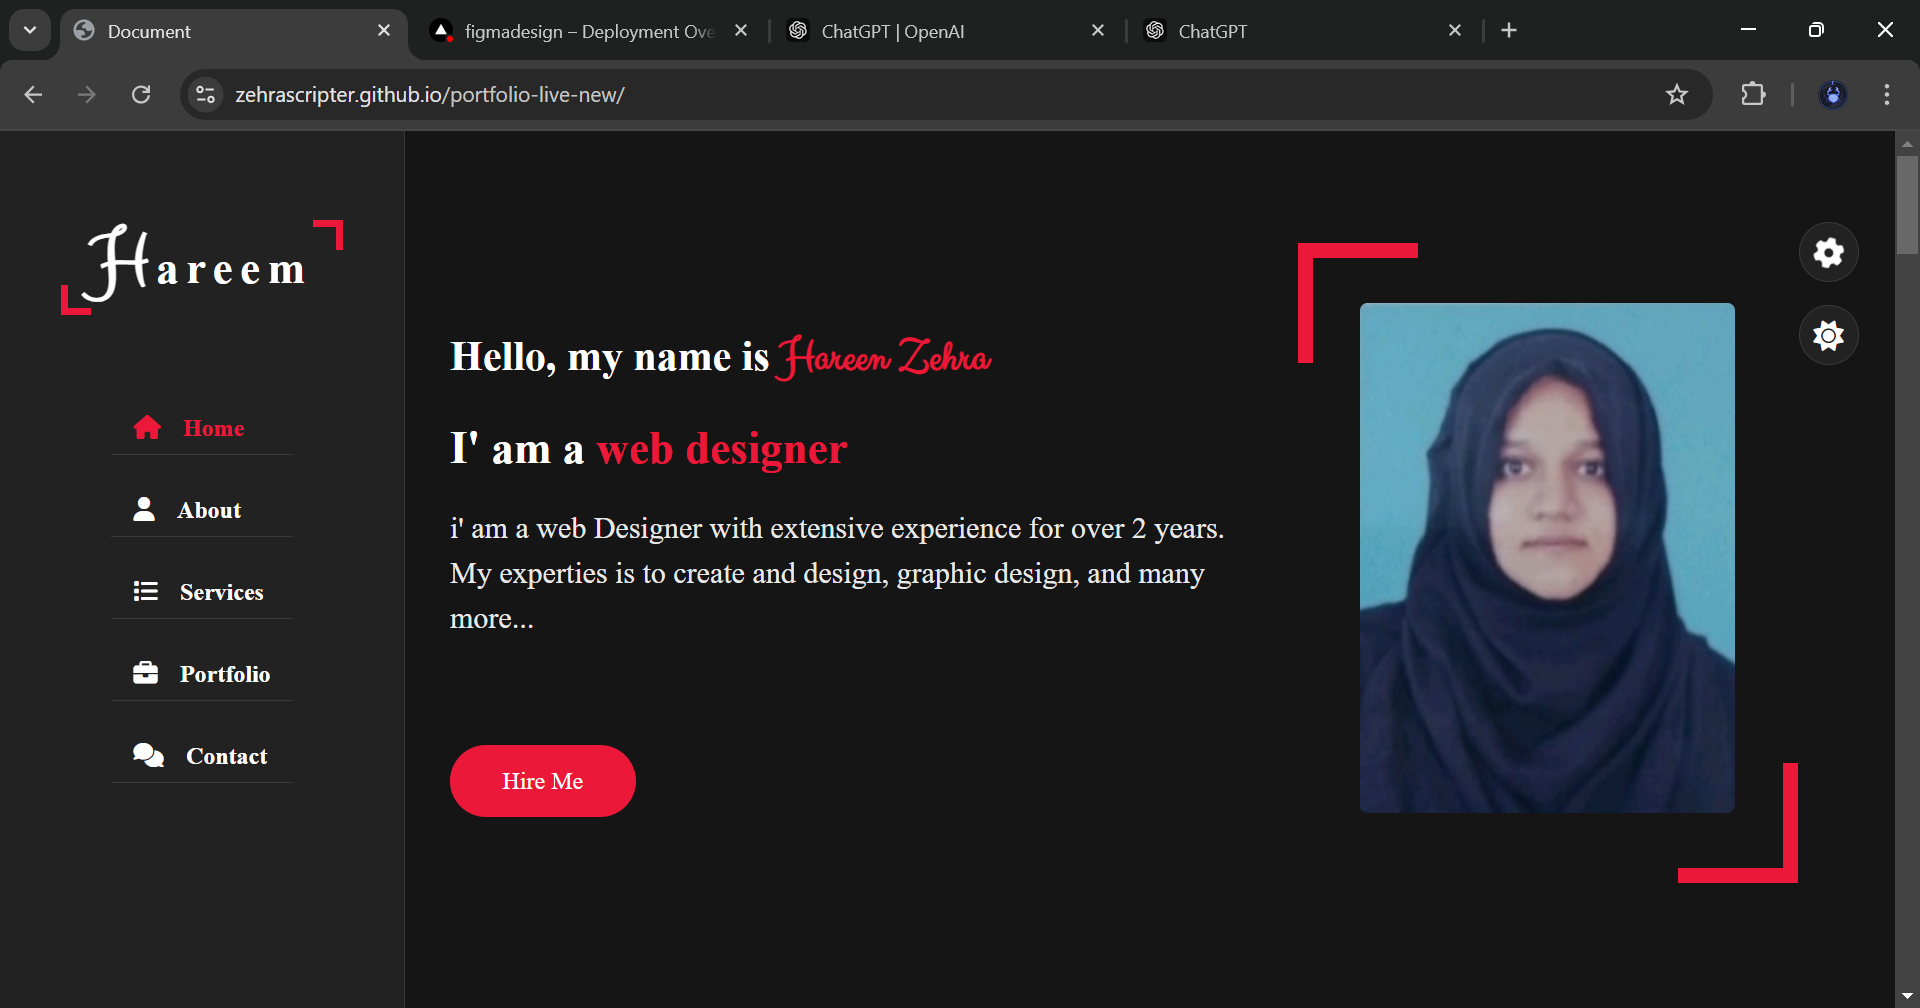 Document
figmadesign – Deployment Ove
ChatGPT | OpenAI
ChatGPT
zehrascripter.github.io/portfolio-live-new/
Hareem
Home
About
Services
Portfolio
Contact
Hello, my name is Hareen Zehra
I' am a web designer
i' am a web Designer with extensive experience for over 2 years.
My experties is to create and design, graphic design, and many
more...
Hire Me